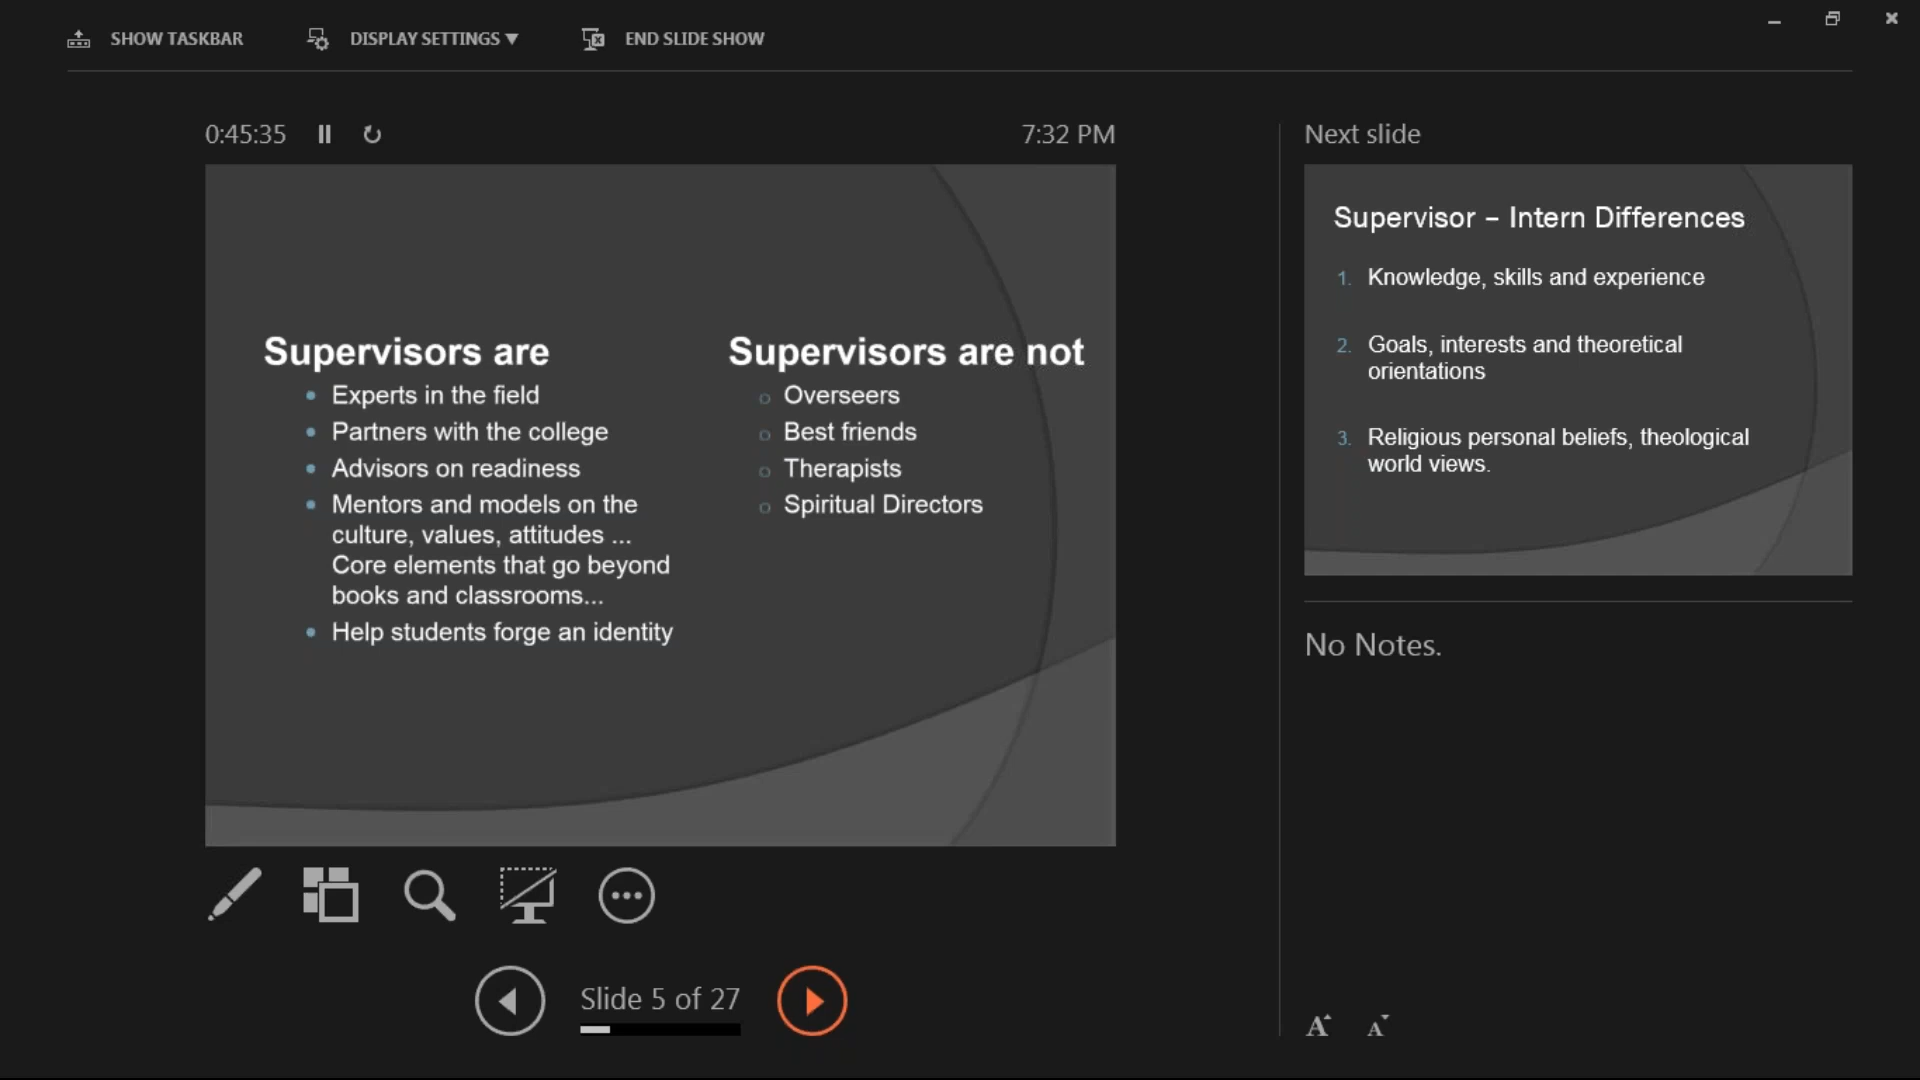 SHOW TASKBAR
DISPLAY SETTINGS ▼
END SLIDE SHOW
0:45:35
7:32 PM
Supervisors are
Experts in the field
Partners with the college
Advisors on readiness
Mentors and models on the
culture, values, attitudes ...
Core elements that go beyond
books and classrooms...
Help students forge an identity
Supervisors are not
Overseers
Best friends
Therapists
Spiritual Directors
Slide 5 of 27
Next slide
Supervisor – Intern Differences
1. Knowledge, skills and experience
2. Goals, interests and theoretical
orientations
3. Religious personal beliefs, theological
world views.
No Notes.
A A